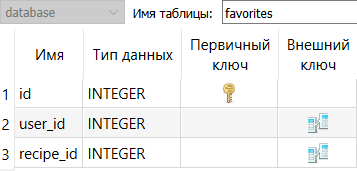 database Имя таблицы: favorites
Имя Тип данных Первичный ключ Внешний ключ
1 id INTEGER
2 user_id INTEGER
3 recipe_id INTEGER